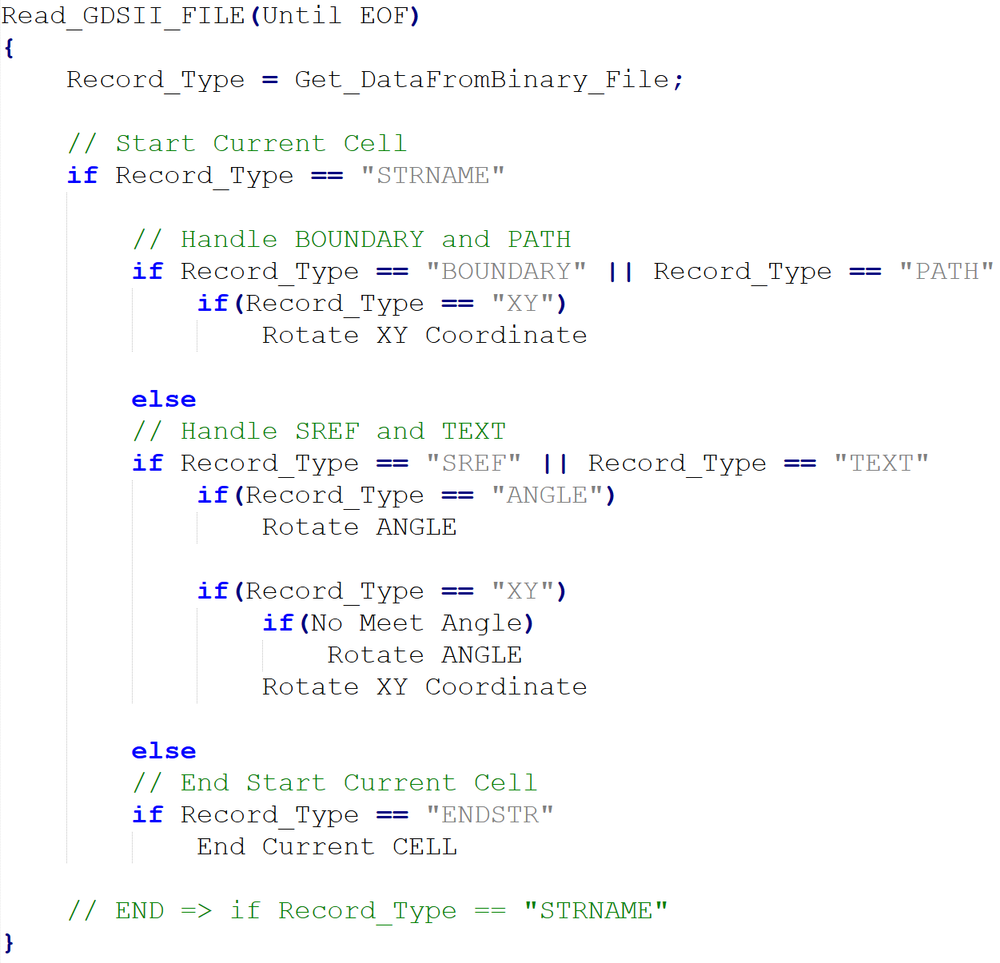 Read_GDSII_FILE(Until EOF)
{
    Record_Type = Get_DataFromBinary_File;
    // Start Current Cell
    if Record_Type == "STRNAME"
        // Handle BOUNDARY and PATH
        if Record_Type == "BOUNDARY" || Record_Type == "PATH"
            if(Record_Type == "XY")
                Rotate XY Coordinate
        else
        // Handle SREF and TEXT
        if Record_Type == "SREF" || Record_Type == "TEXT"
            if(Record_Type == "ANGLE")
                Rotate ANGLE
            if(Record_Type == "XY")
                if(No Meet Angle)
                    Rotate ANGLE
                Rotate XY Coordinate
        else
        // End Start Current Cell
        if Record_Type == "ENDSTR"
            End Current CELL
    // END => if Record_Type == "STRNAME"
}